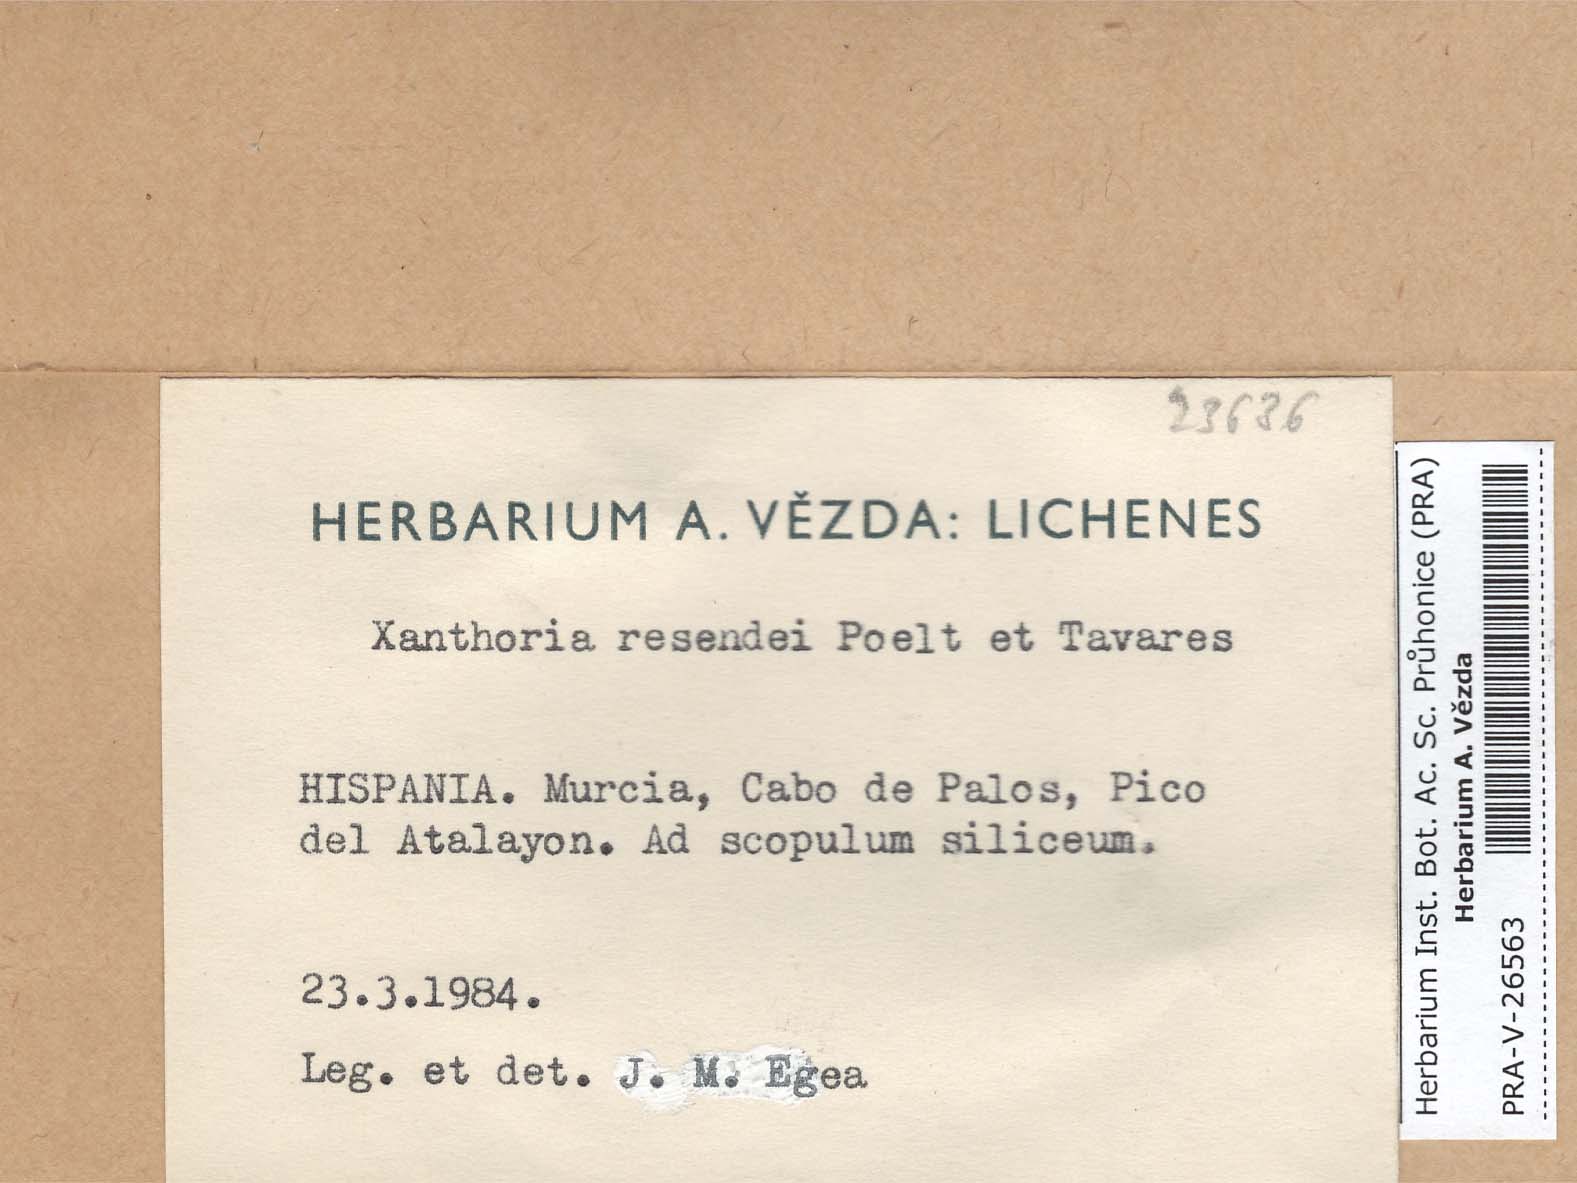 23636
HERBARIUM A. VĚZDA: LICHENES
Xanthoria resendei Poelt et Tavares
HISPANIA. Murcia, Cabo de Palos, Pico
del Atalayon. Ad scopulum siliceum.
23.3.1984.
Leg. et det. J. M. Egea
Herbarium Inst. Bot. Ac. Sc. Průhonice (PRA)
Herbarium A. Vězda
PRA-V-26563